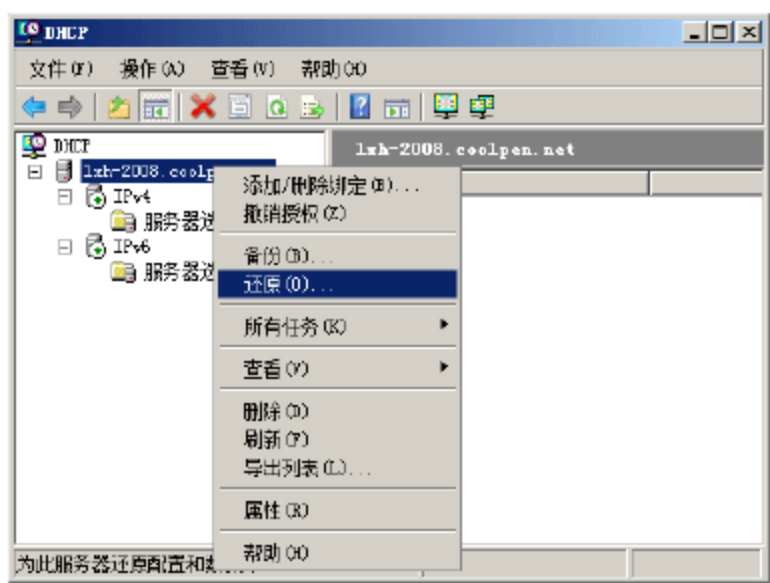 DHCP
文件(F) 操作(A) 查看(V) 帮助(H)
DHCP
lxh-2008.coolpen.net
lxh-2008.coolp
IPv4
服务器选
IPv6
服务器选
添加/删除绑定(B)...
撤销授权(Z)
备份(B)...
还原(O)...
所有任务(K)
查看(V)
删除(D)
刷新(F)
导出列表(L)...
属性(R)
帮助(H)
为此服务器还原配置和数